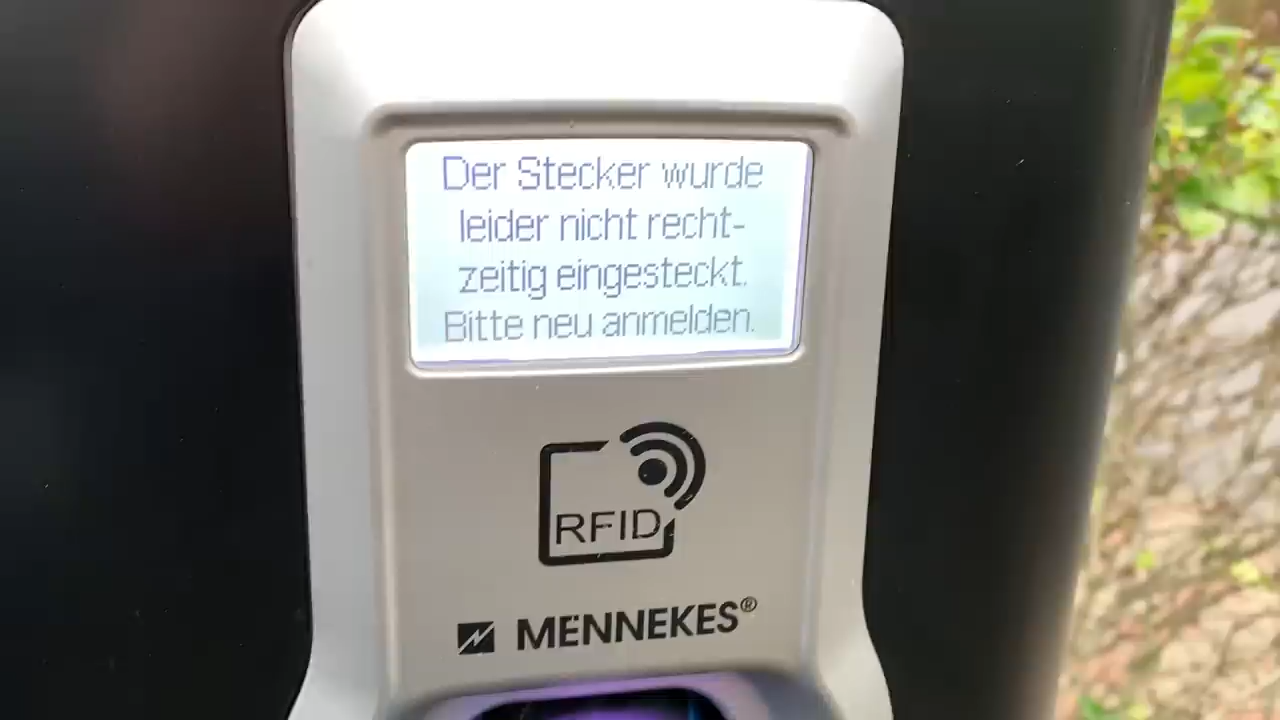 Der Stecker wurde
leider nicht recht-
zeitig eingesteckt.
Bitte neu anmelden.
RFID
MENNEKES®